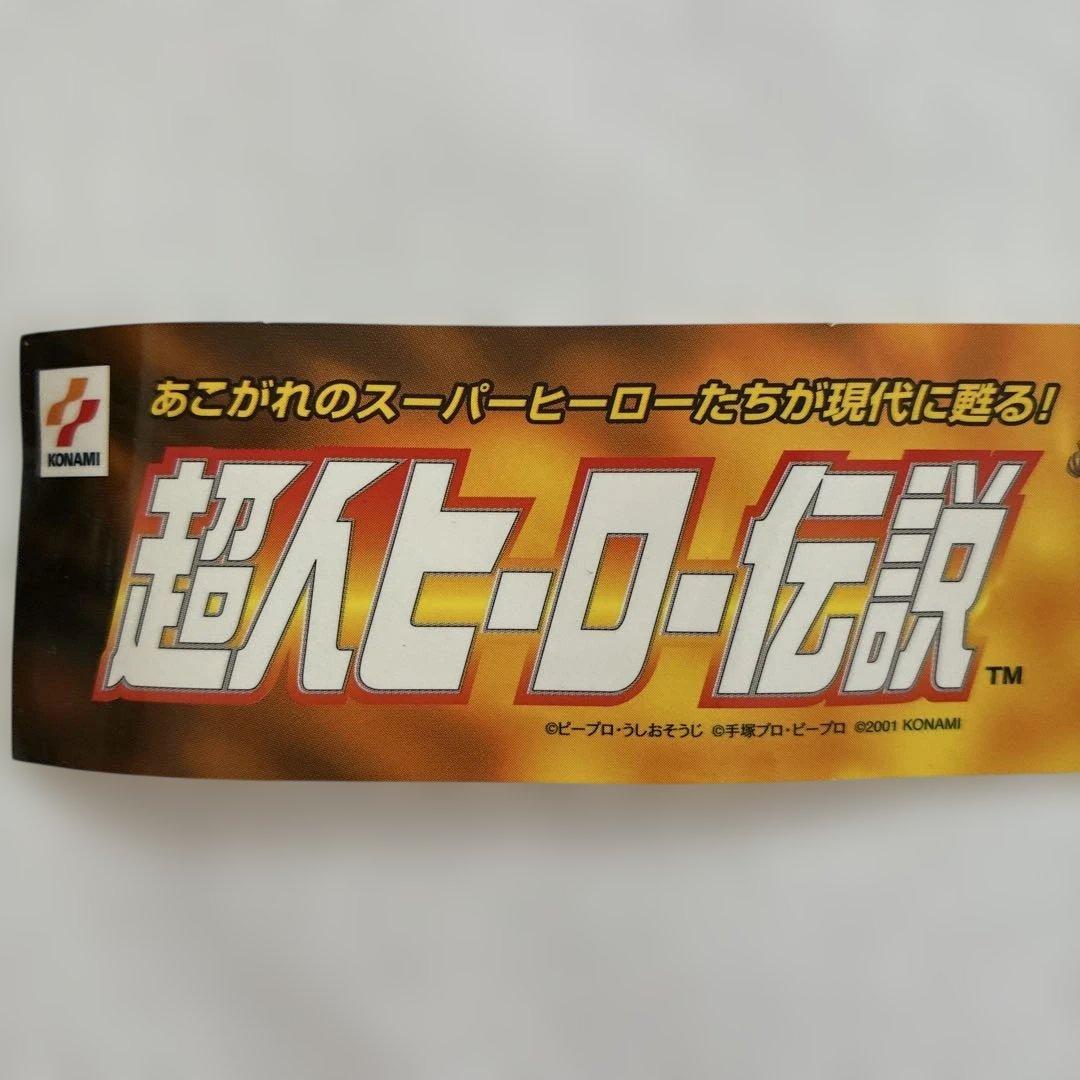 KONAMI
あこがれのスーパーヒーローたちが現代に甦る!
超人ヒーロー伝説™
©ピープロ・うしおそうじ ©手塚プロ・ピープロ ©2001 KONAMI